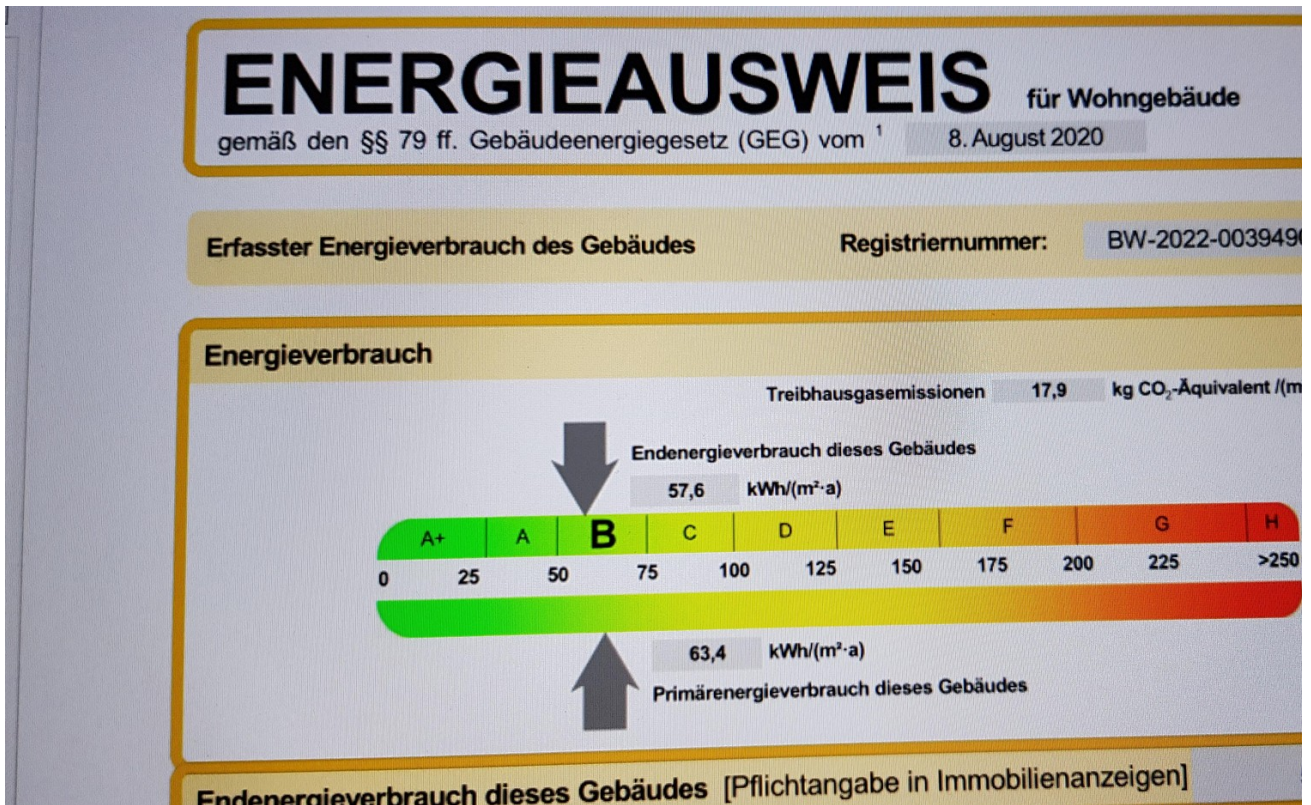 ENERGIEAUSWEIS für Wohngebäude
gemäß den §§ 79 ff. Gebäudeenergiegesetz (GEG) vom ¹ 8. August 2020
Erfasster Energieverbrauch des Gebäudes Registriernummer: BW-2022-0039490
Energieverbrauch
Treibhausgasemissionen 17,9 kg CO₂-Äquivalent /(m
Endenergieverbrauch dieses Gebäudes
57,6 kWh/(m²·a)
A+ A B C D E F G H
0 25 50 75 100 125 150 175 200 225 >250
63,4 kWh/(m²·a)
Primärenergieverbrauch dieses Gebäudes
Endenergieverbrauch dieses Gebäudes [Pflichtangabe in Immobilienanzeigen]